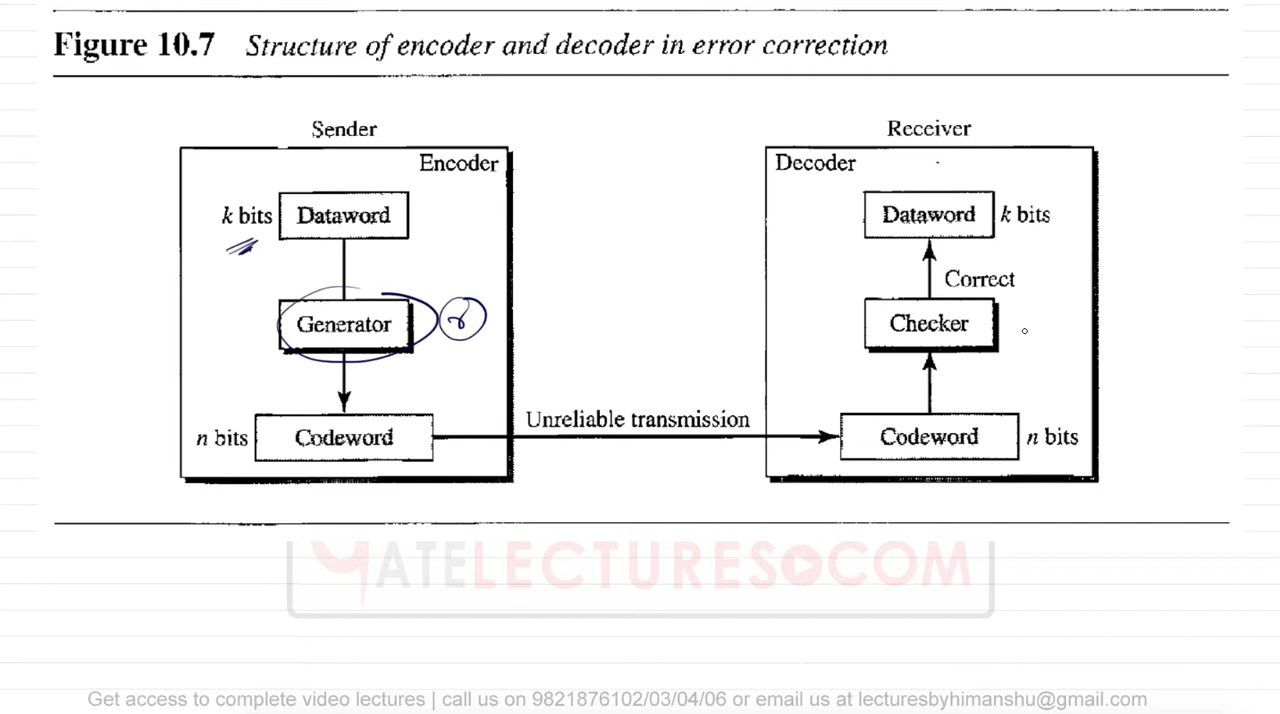 Figure 10.7 Structure of encoder and decoder in error correction
Sender
Receiver
Encoder
Decoder
k bits
Dataword
Dataword
k bits
Correct
Generator
Checker
Unreliable transmission
n bits
Codeword
Codeword
n bits
GATELECTURES.COM
Get access to complete video lectures | call us on 9821876102/03/04/06 or email us at lecturesbyhimanshu@gmail.com